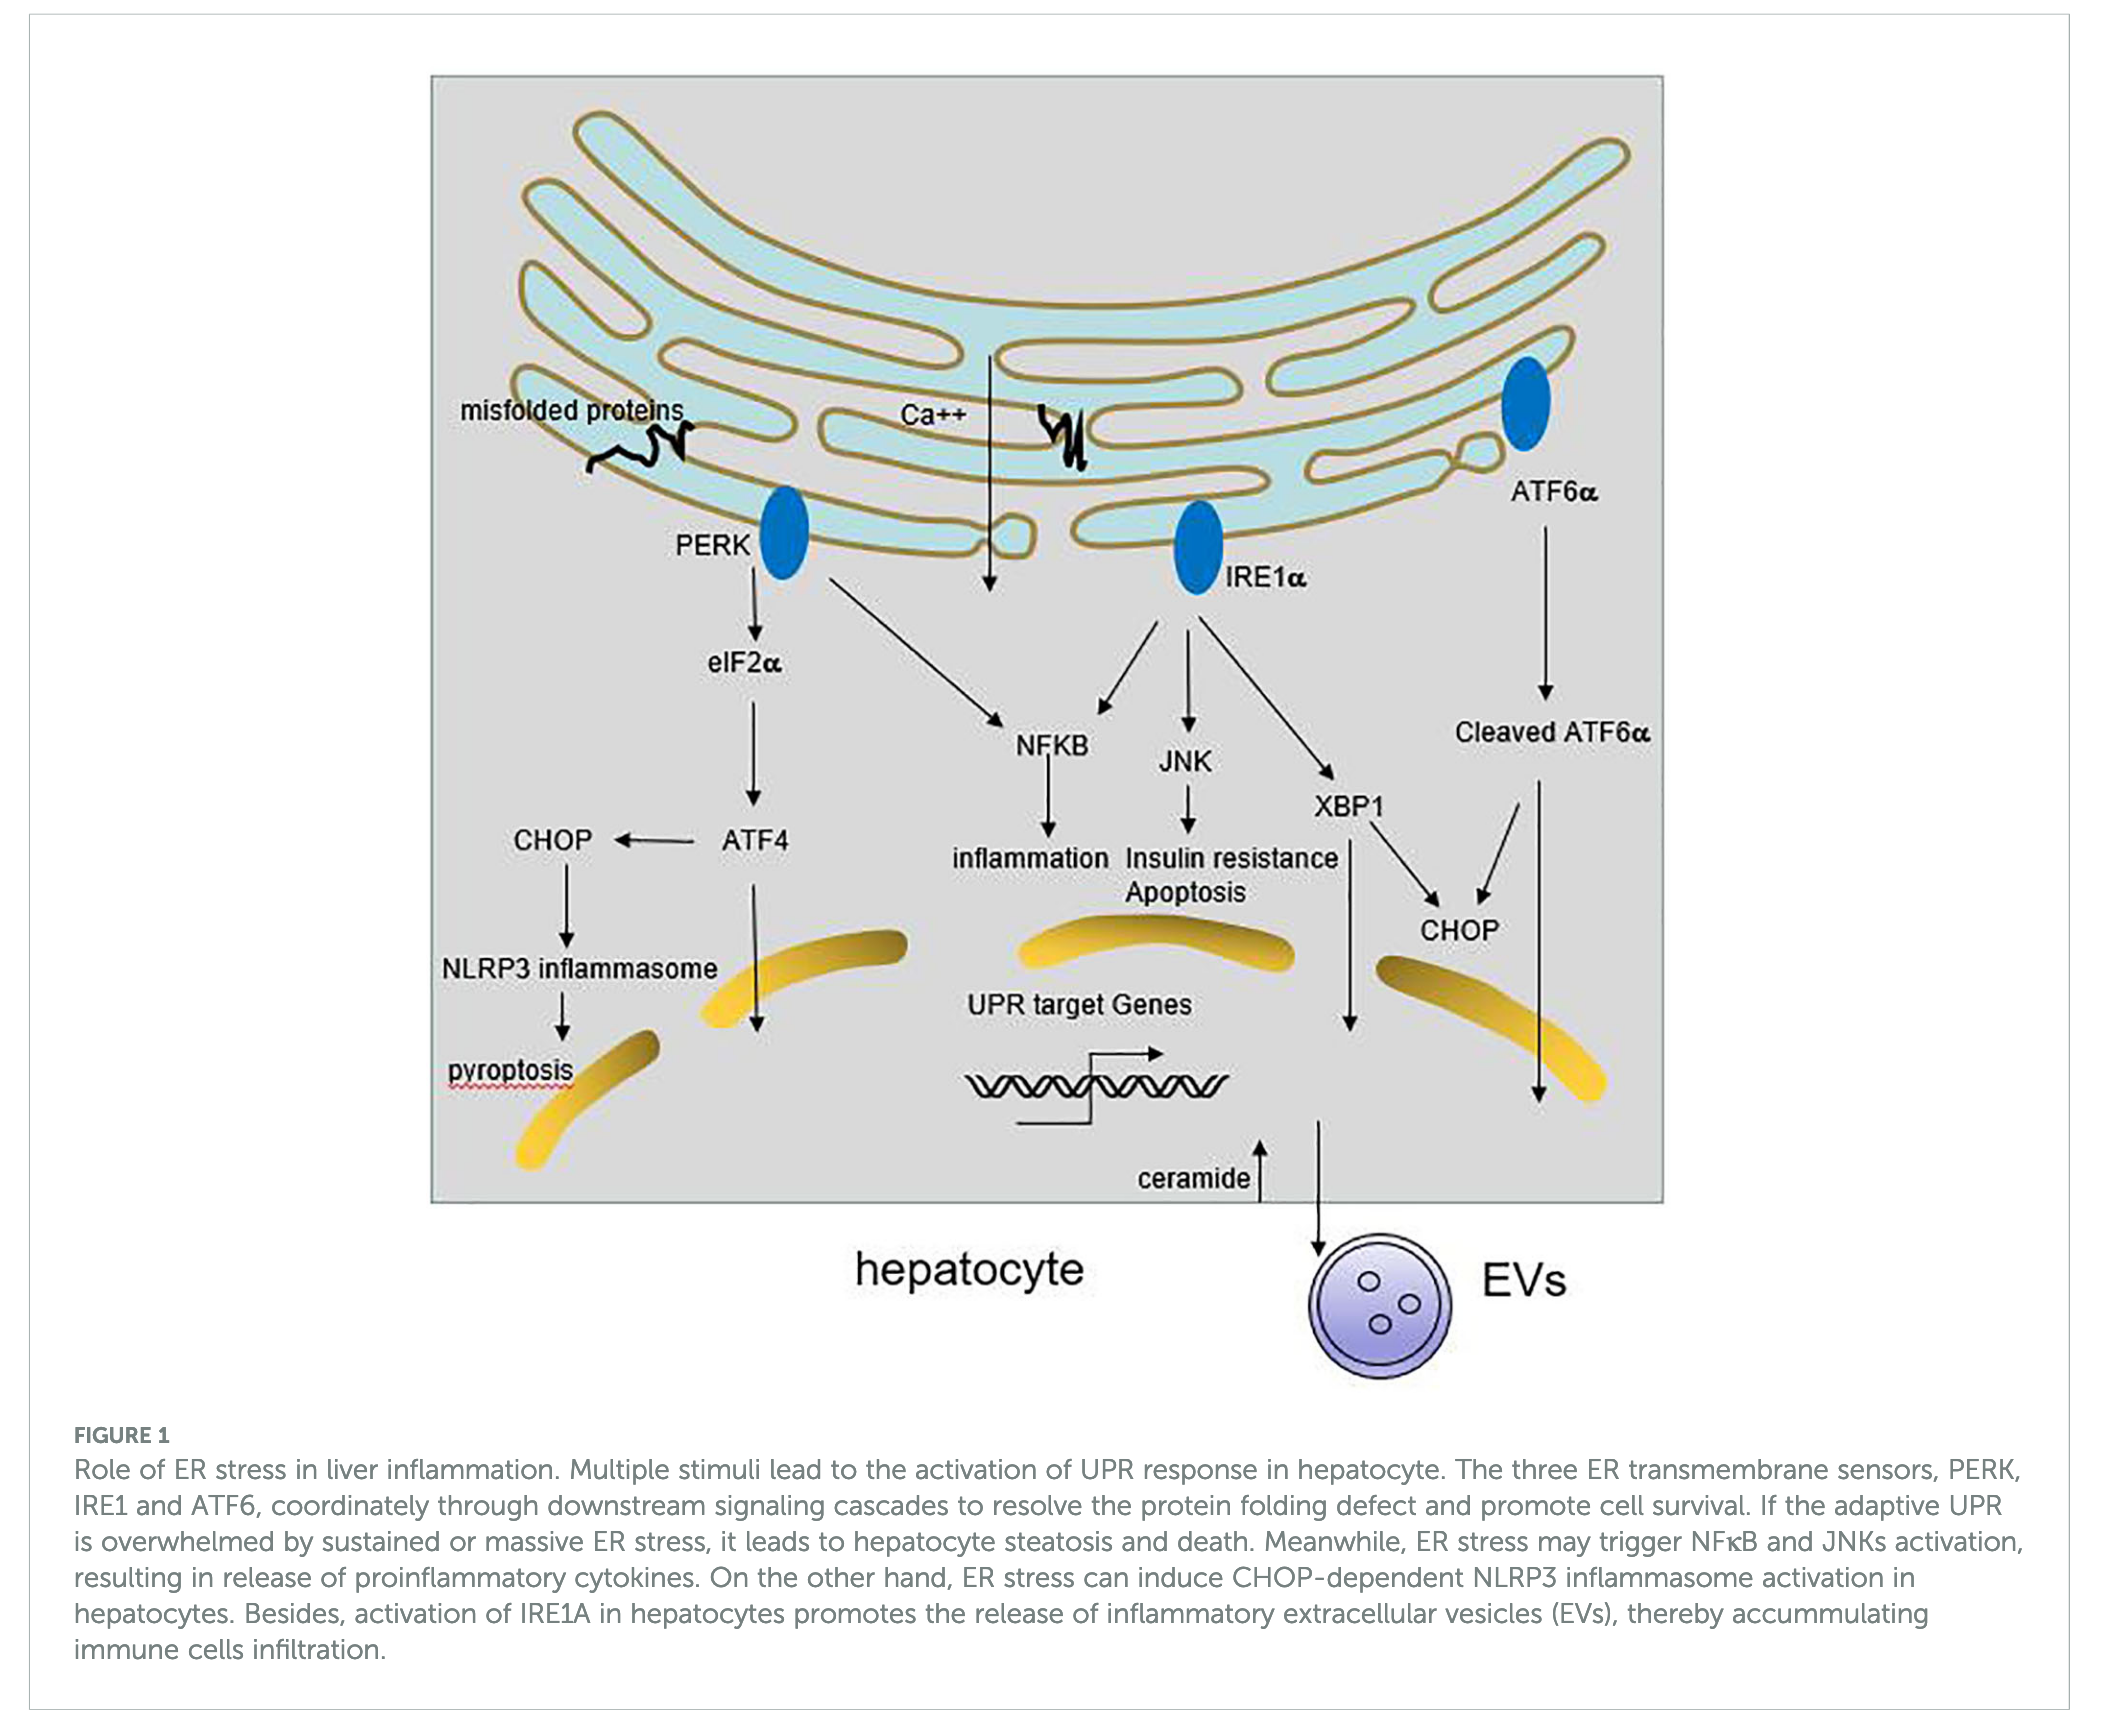 misfolded proteins
Ca++
ATF6α
PERK
IRE1α
eIF2α
Cleaved ATF6α
NFKB
JNK
XBP1
CHOP
ATF4
inflammation
Insulin resistance
Apoptosis
CHOP
NLRP3 inflammasome
UPR target Genes
pyroptosis
ceramide
hepatocyte
EVs
FIGURE 1
Role of ER stress in liver inflammation. Multiple stimuli lead to the activation of UPR response in hepatocyte. The three ER transmembrane sensors, PERK,
IRE1 and ATF6, coordinately through downstream signaling cascades to resolve the protein folding defect and promote cell survival. If the adaptive UPR
is overwhelmed by sustained or massive ER stress, it leads to hepatocyte steatosis and death. Meanwhile, ER stress may trigger NFκB and JNKs activation,
resulting in release of proinflammatory cytokines. On the other hand, ER stress can induce CHOP-dependent NLRP3 inflammasome activation in
hepatocytes. Besides, activation of IRE1A in hepatocytes promotes the release of inflammatory extracellular vesicles (EVs), thereby accummulating
immune cells infiltration.